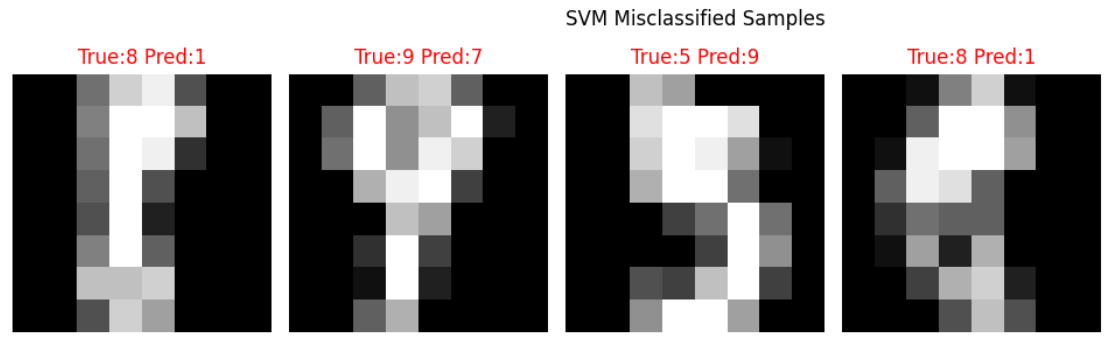 SVM Misclassified Samples
True:8 Pred:1
True:9 Pred:7
True:5 Pred:9
True:8 Pred:1